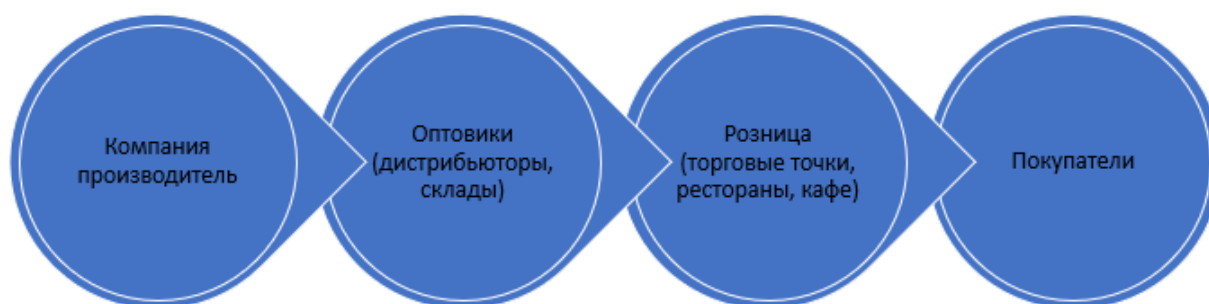 Компания
производитель
Оптовики
(дистрибьюторы,
склады)
Розница
(торговые точки,
рестораны, кафе)
Покупатели